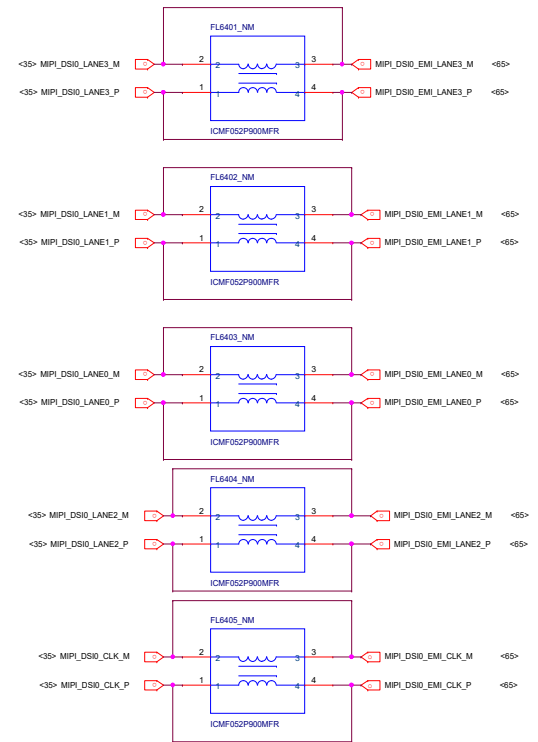 FL6401_NM
<35> MIPI_DSI0_LANE3_M 2 2 3 3 MIPI_DSI0_EMI_LANE3_M <65>
<35> MIPI_DSI0_LANE3_P 1 1 4 4 MIPI_DSI0_EMI_LANE3_P <65>
ICMF052P900MFR
FL6402_NM
<35> MIPI_DSI0_LANE1_M 2 2 3 3 MIPI_DSI0_EMI_LANE1_M <65>
<35> MIPI_DSI0_LANE1_P 1 1 4 4 MIPI_DSI0_EMI_LANE1_P <65>
ICMF052P900MFR
FL6403_NM
<35> MIPI_DSI0_LANE0_M 2 2 3 3 MIPI_DSI0_EMI_LANE0_M <65>
<35> MIPI_DSI0_LANE0_P 1 1 4 4 MIPI_DSI0_EMI_LANE0_P <65>
ICMF052P900MFR
FL6404_NM
<35> MIPI_DSI0_LANE2_M 2 2 3 3 MIPI_DSI0_EMI_LANE2_M <65>
<35> MIPI_DSI0_LANE2_P 1 1 4 4 MIPI_DSI0_EMI_LANE2_P <65>
ICMF052P900MFR
FL6405_NM
<35> MIPI_DSI0_CLK_M 2 2 3 3 MIPI_DSI0_EMI_CLK_M <65>
<35> MIPI_DSI0_CLK_P 1 1 4 4 MIPI_DSI0_EMI_CLK_P <65>
ICMF052P900MFR